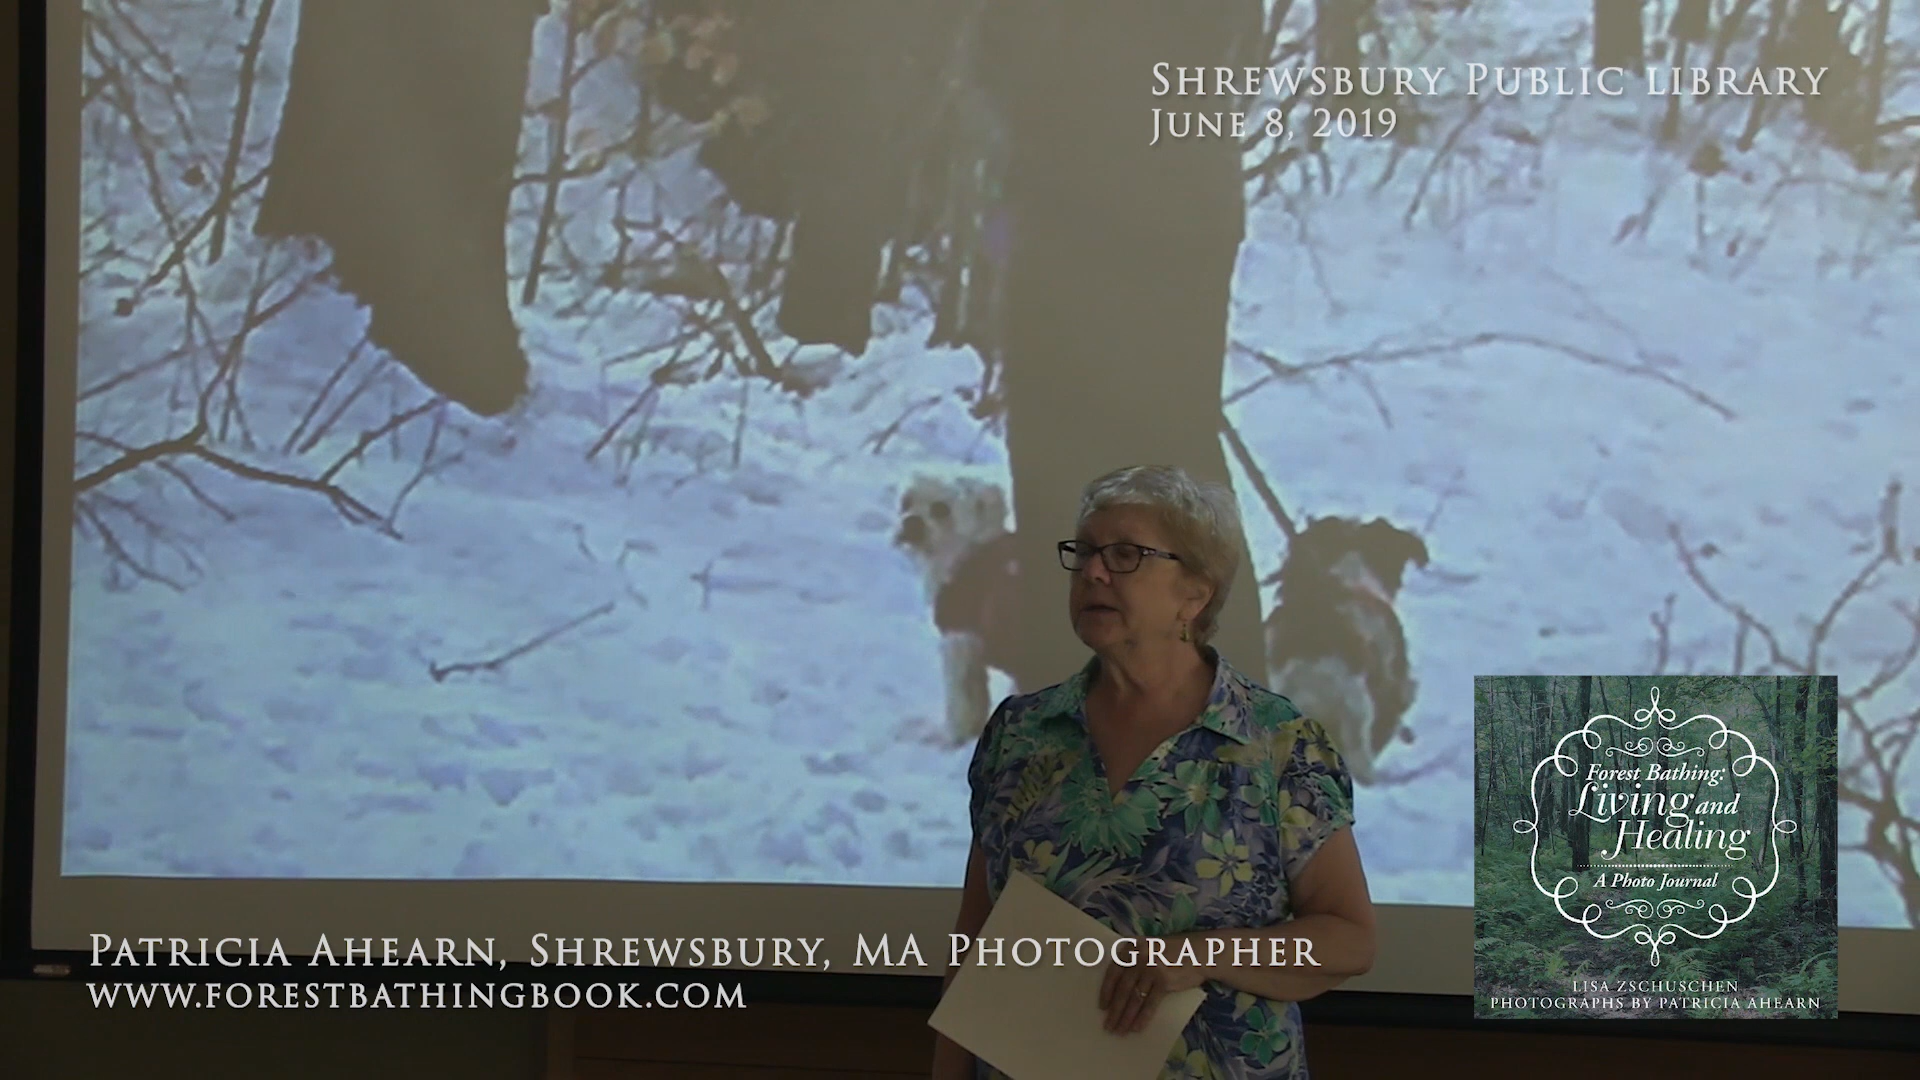 Shrewsbury Public Library
June 8, 2019
Forest Bathing:
Living and
Healing
A Photo Journal
Lisa Zschuschen
Photographs by Patricia Ahearn
Patricia Ahearn, Shrewsbury, MA Photographer
www.forestbathingbook.com